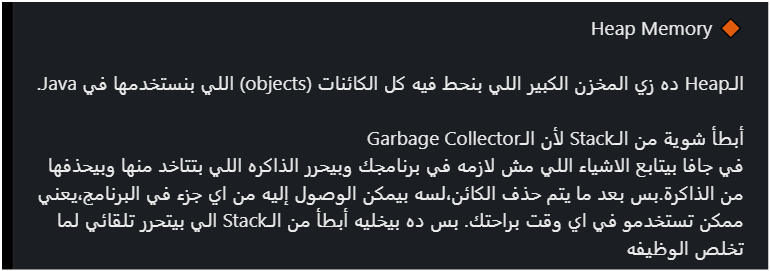 🔶 Heap Memory
الـHeap ده زي المخزن الكبير اللي بنحط فيه كل الكائنات (objects) اللي بنستخدمها في Java.
أبطأ شوية من الـStack لأن الـGarbage Collector
في جافا بيتابع الاشياء اللي مش لازمه في برنامجك وبيحرر الذاكره اللي بتتاخد منها وبيحذفها
من الذاكرة.بس بعد ما يتم حذف الكائن،لسه بيمكن الوصول إليه من اي جزء في البرنامج،يعني
ممكن تستخدمو في اي وقت براحتك. بس ده بيخليه أبطأ من الـStack الي بيتحرر تلقائي لما
تخلص الوظيفه